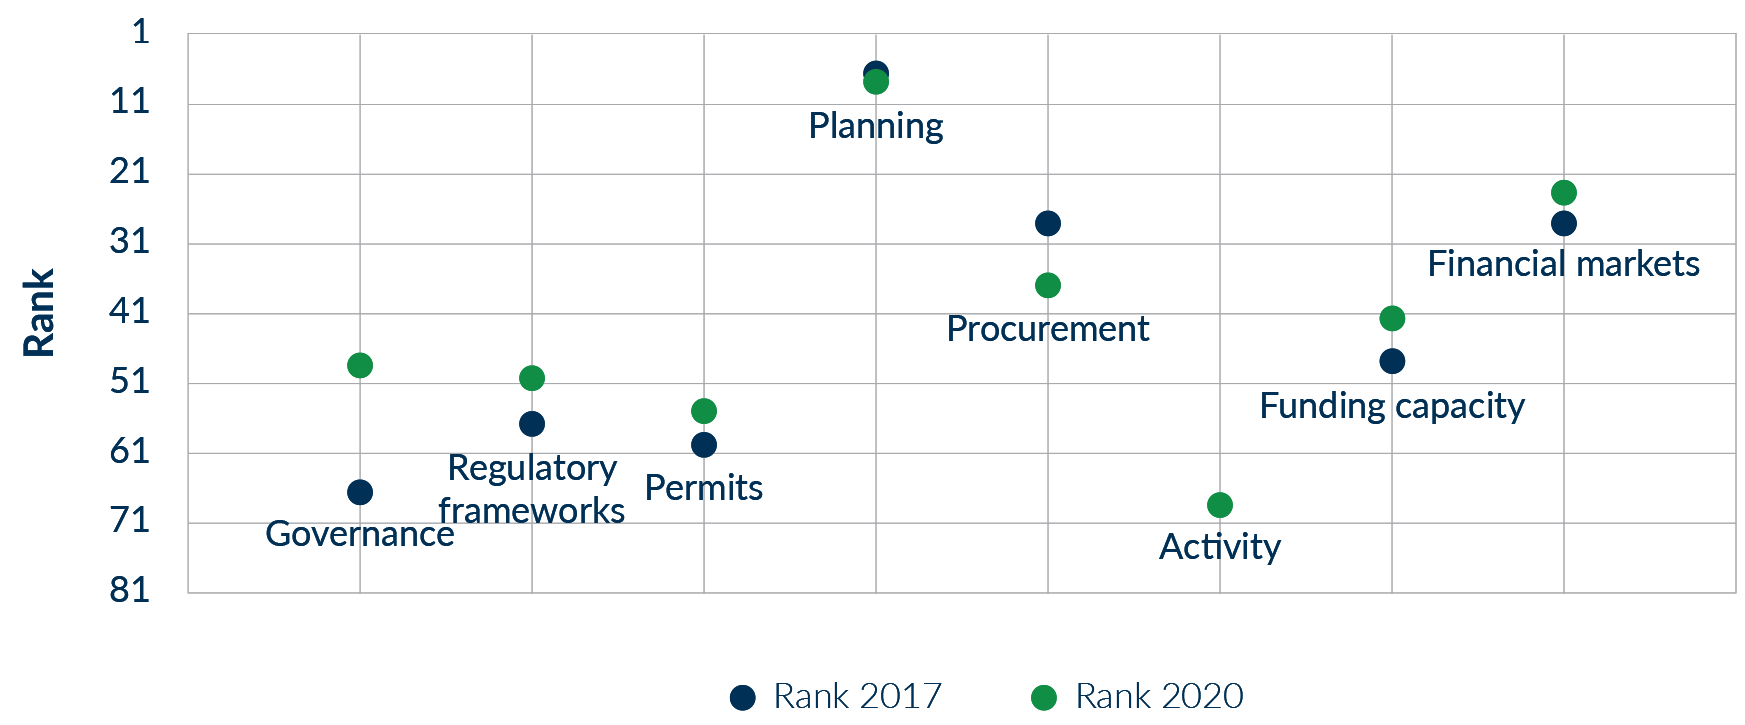 1
11
21
31
41
51
61
71
81
Rank
Planning
Financial markets
Procurement
Funding capacity
Regulatory
frameworks
Permits
Governance
Activity
Rank 2017
Rank 2020